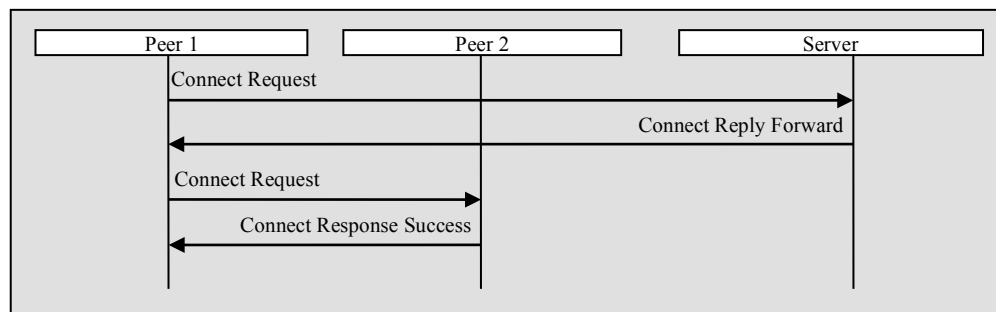 Peer 1
Peer 2
Server
Connect Request
Connect Reply Forward
Connect Request
Connect Response Success